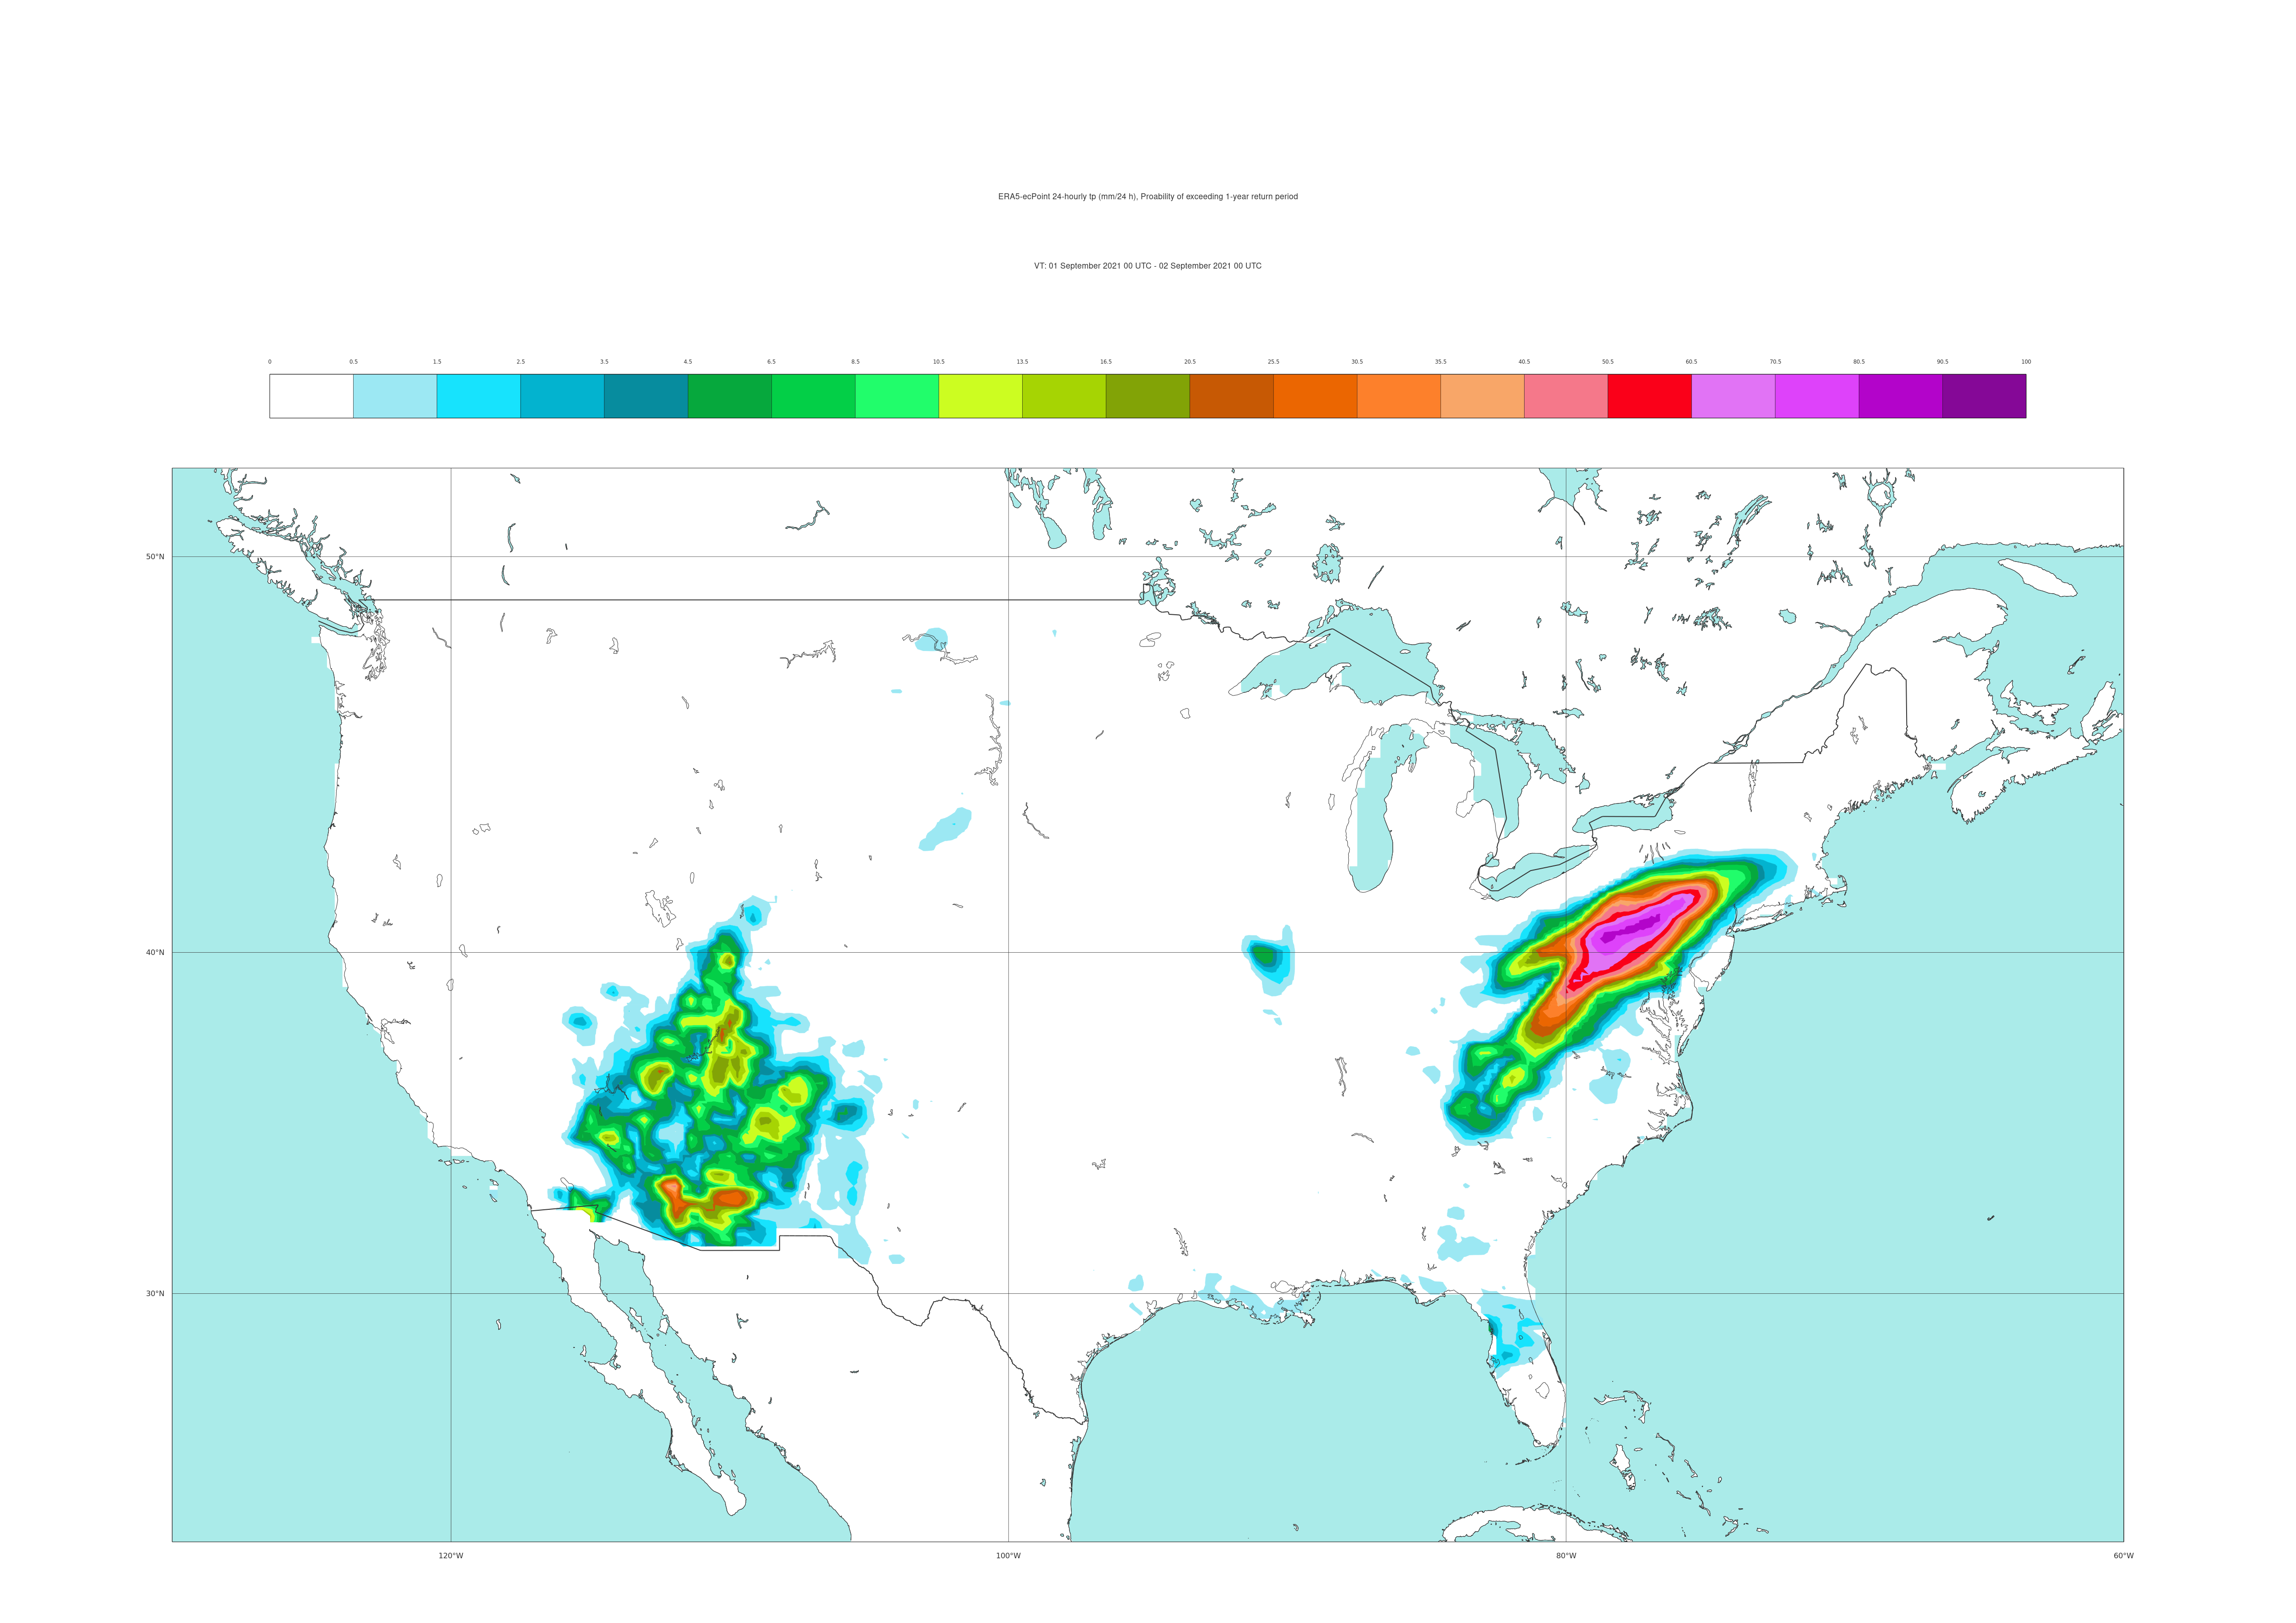 ERA5-ecPoint 24-hourly tp (mm/24 h), Proability of exceeding 1-year return period
VT: 01 September 2021 00 UTC - 02 September 2021 00 UTC
0 0.5 1.5 2.5 3.5 4.5 6.5 8.5 10.5 13.5 16.5 20.5 25.5 30.5 35.5 40.5 50.5 60.5 70.5 80.5 90.5 100
50°N
40°N
30°N
120°W 100°W 80°W 60°W